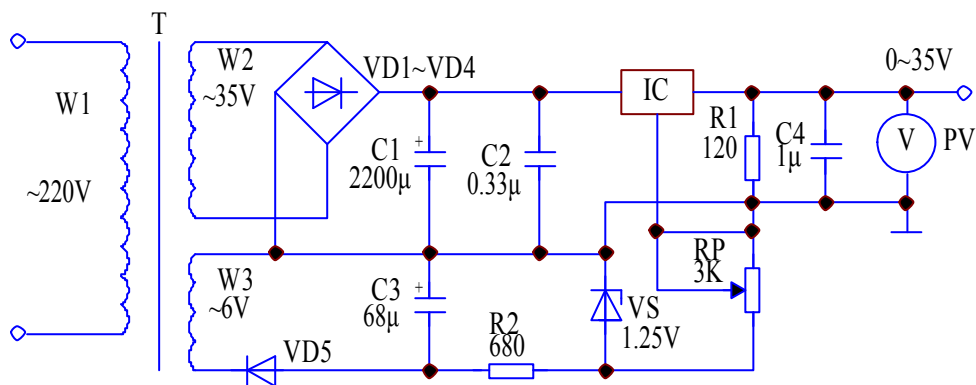 T
W1
~220V
W2
~35V
VD1~VD4
C1
2200μ
+
C2
0.33μ
IC
R1
120
C4
1μ
0~35V
V
PV
W3
~6V
VD5
C3
68μ
+
R2
680
VS
1.25V
RP
3K